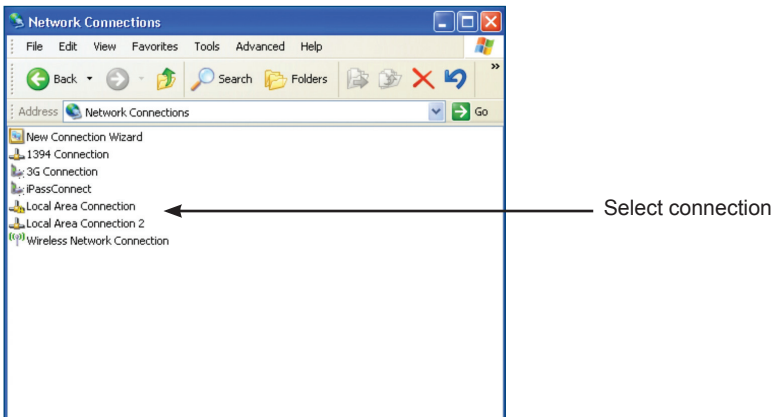 Network Connections
File Edit View Favorites Tools Advanced Help
Back Search Folders »
Address Network Connections Go
New Connection Wizard
1394 Connection
3G Connection
iPassConnect
Local Area Connection
Select connection
Local Area Connection 2
Wireless Network Connection